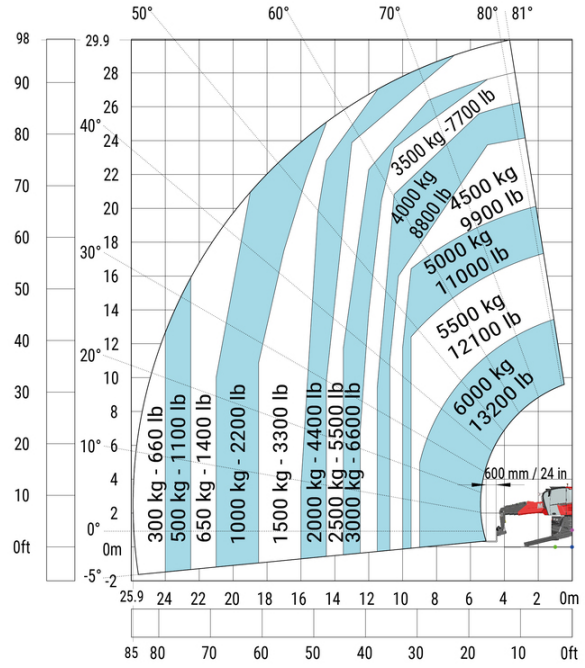 50° 60° 70° 80° 81°
98 29.9
90 28
26
80 40° 24
22
70 20
60 18
30° 16
50 14
40 12
20° 10
30 8
20 10° 6
4
10 2
0° 0m
0ft
-5° -2
3500 kg -7700 lb
4000 kg
8800 lb
4500 kg
9900 lb
5000 kg
11000 lb
5500 kg
12100 lb
6000 kg
13200 lb
600 mm / 24 in
300 kg - 660 lb
500 kg - 1100 lb
650 kg - 1400 lb
1000 kg - 2200 lb
1500 kg - 3300 lb
2000 kg - 4400 lb
2500 kg - 5500 lb
3000 kg - 6600 lb
25.9 24 22 20 18 16 14 12 10 8 6 4 2 0m
85 80 70 60 50 40 30 20 10 0ft